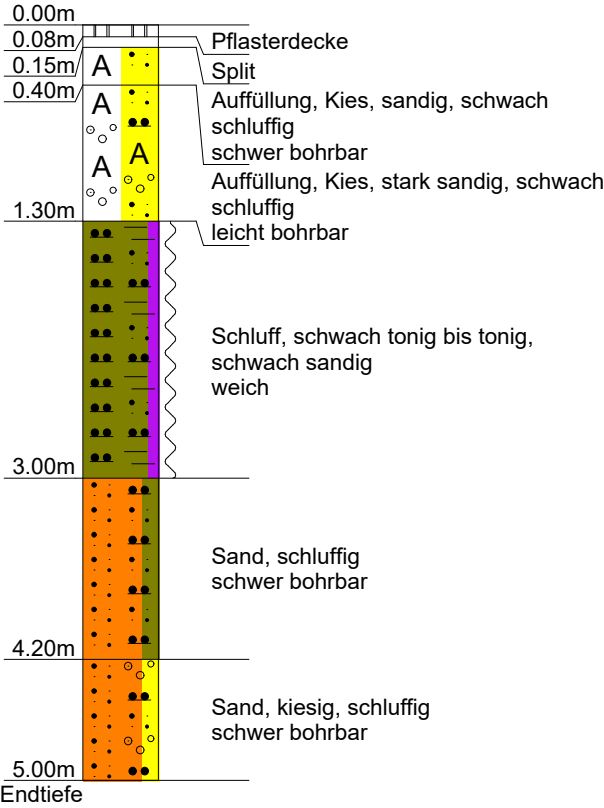 0.00m
0.08m
Pflasterdecke
0.15m
A
Split
0.40m
Auffüllung, Kies, sandig, schwach
schluffig
schwer bohrbar
A
A
A
Auffüllung, Kies, stark sandig, schwach
schluffig
leicht bohrbar
1.30m
Schluff, schwach tonig bis tonig,
schwach sandig
weich
3.00m
Sand, schluffig
schwer bohrbar
4.20m
Sand, kiesig, schluffig
schwer bohrbar
5.00m
Endtiefe